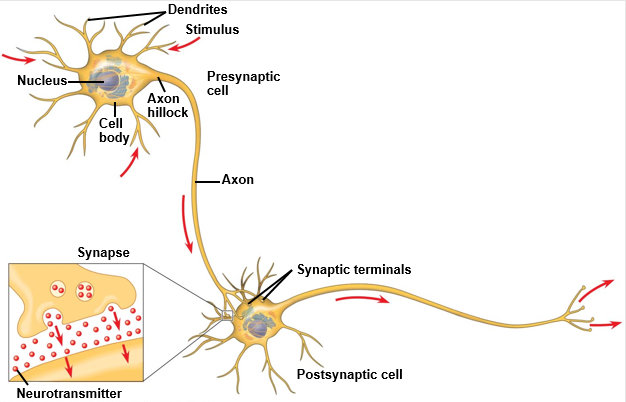 Dendrites
Stimulus
Nucleus
Presynaptic
cell
Axon
hillock
Cell
body
Axon
Synapse
Synaptic terminals
Postsynaptic cell
Neurotransmitter